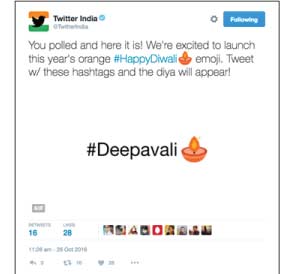 Twitter India
@TwitterIndia
Following
You polled and here it is! We're excited to launch
this year's orange #HappyDiwali emoji. Tweet
w/ these hashtags and the diya will appear!
#Deepavali
GIF
RETWEETS LIKES
16 28
11:26 am - 26 Oct 2016
3 16 28